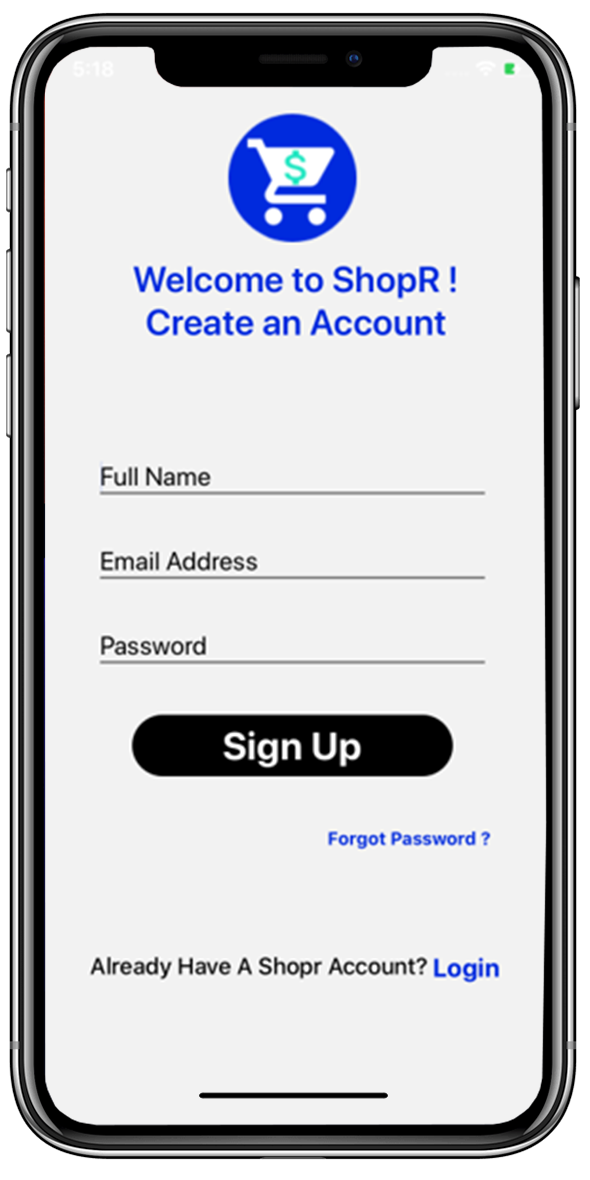 5:18
$
Welcome to ShopR !
Create an Account
Full Name
Email Address
Password
Sign Up
Forgot Password ?
Already Have A Shopr Account? Login